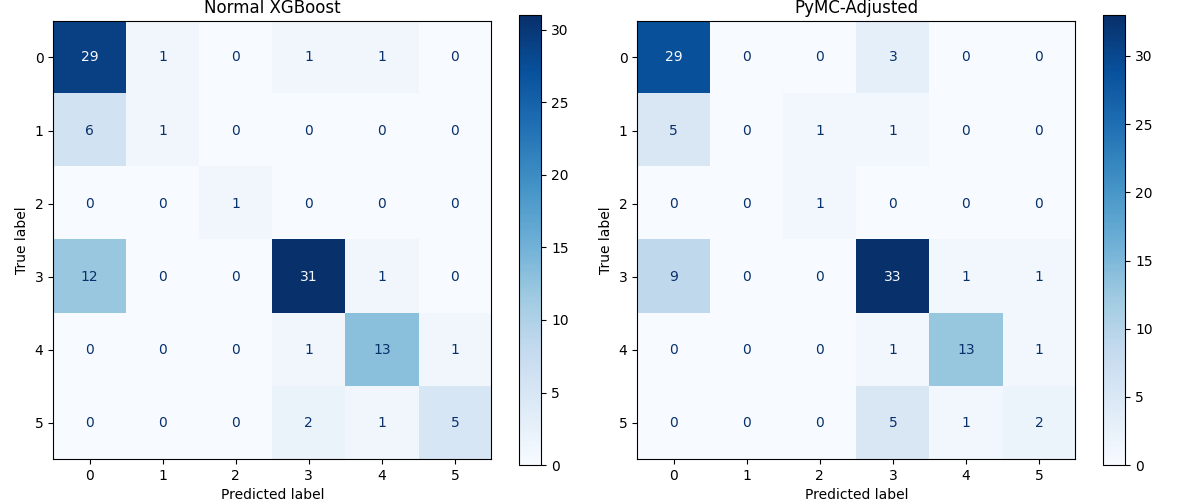 Normal XGBoost
0 29 1 0 1 1 0
1 6 1 0 0 0 0
2 0 0 1 0 0 0
3 12 0 0 31 1 0
4 0 0 0 1 13 1
5 0 0 0 2 1 5
0 1 2 3 4 5
Predicted label
True label
30
25
20
15
10
5
0
PyMC-Adjusted
0 29 0 0 3 0 0
1 5 0 1 1 0 0
2 0 0 1 0 0 0
3 9 0 0 33 1 1
4 0 0 0 1 13 1
5 0 0 0 5 1 2
0 1 2 3 4 5
Predicted label
True label
30
25
20
15
10
5
0